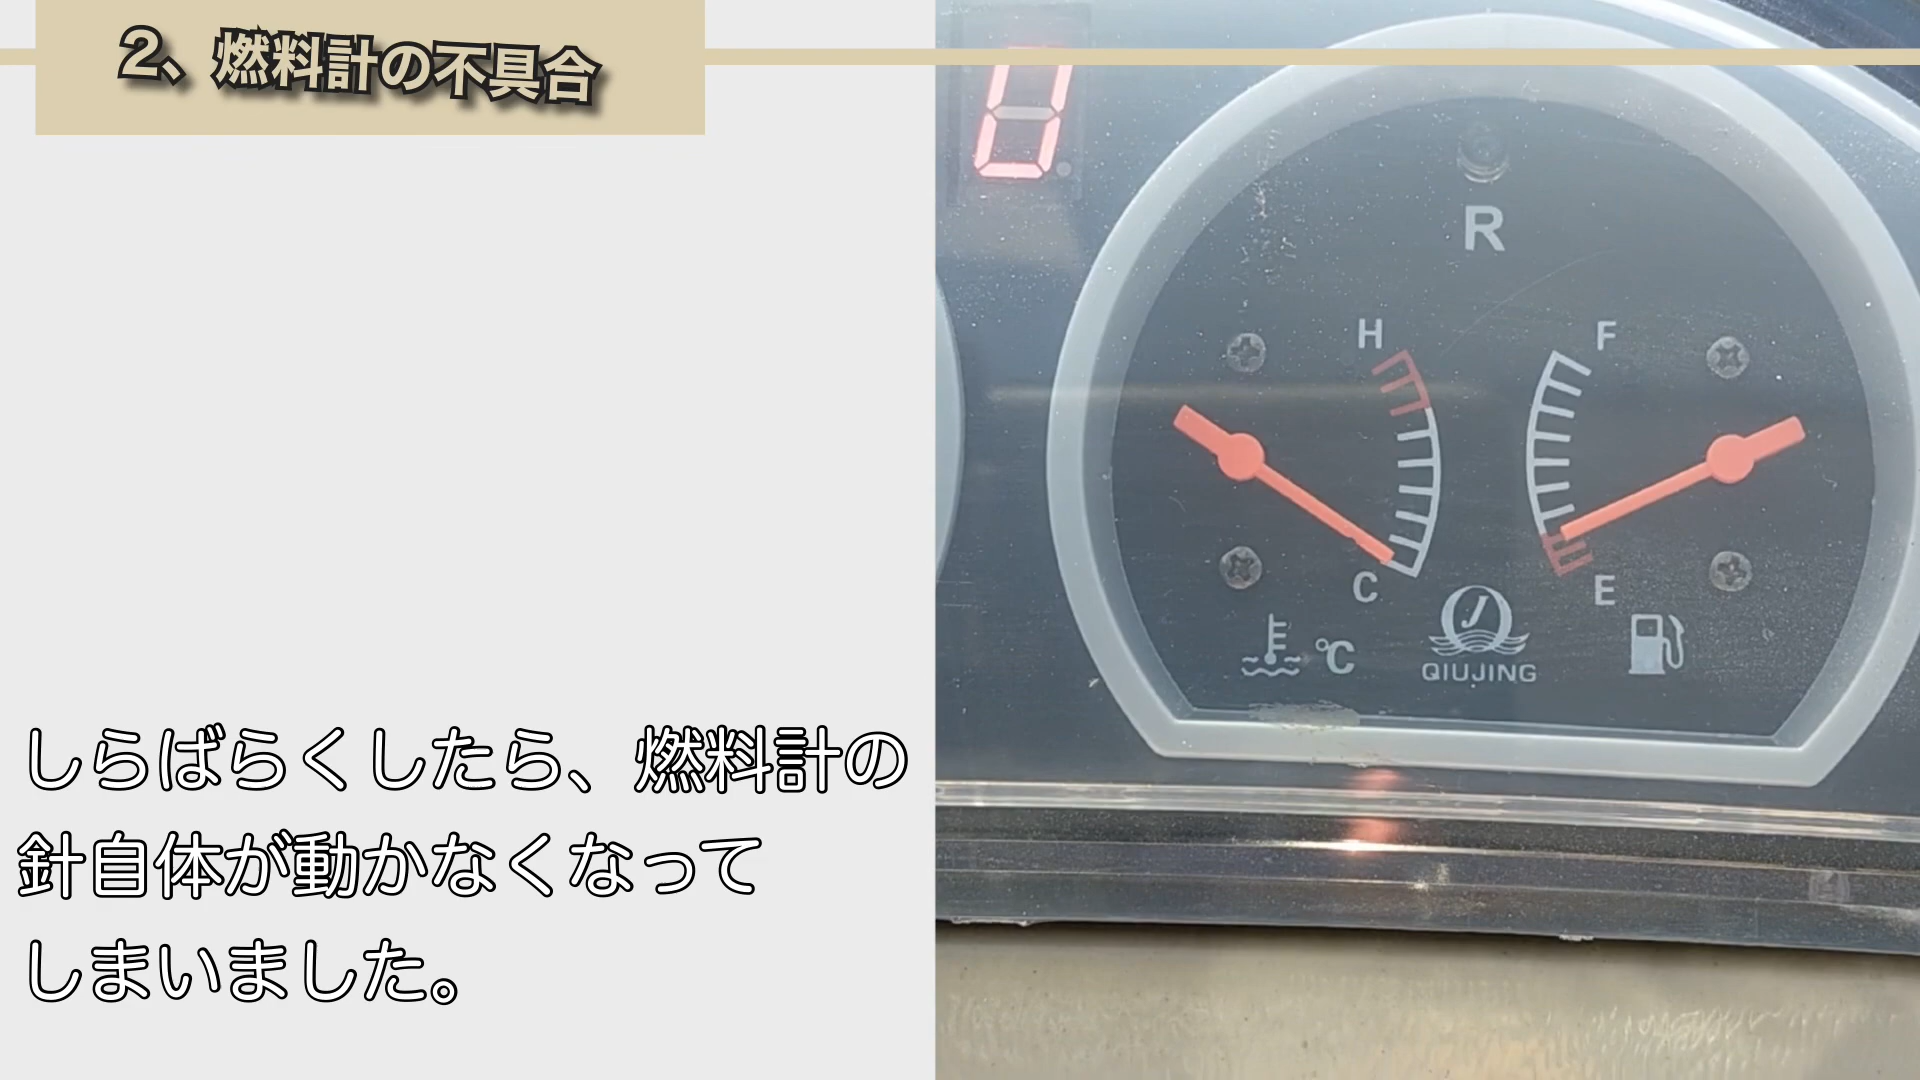 2、燃料計の不具合
0
R
H
F
C
E
℃
QJ
QIUJING
しらばらくしたら、燃料計の
針自体が動かなくなって
しまいました。